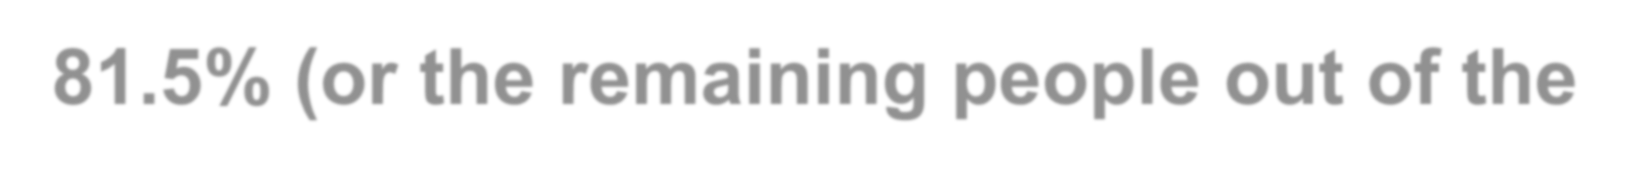 81.5% (or the remaining people out of the